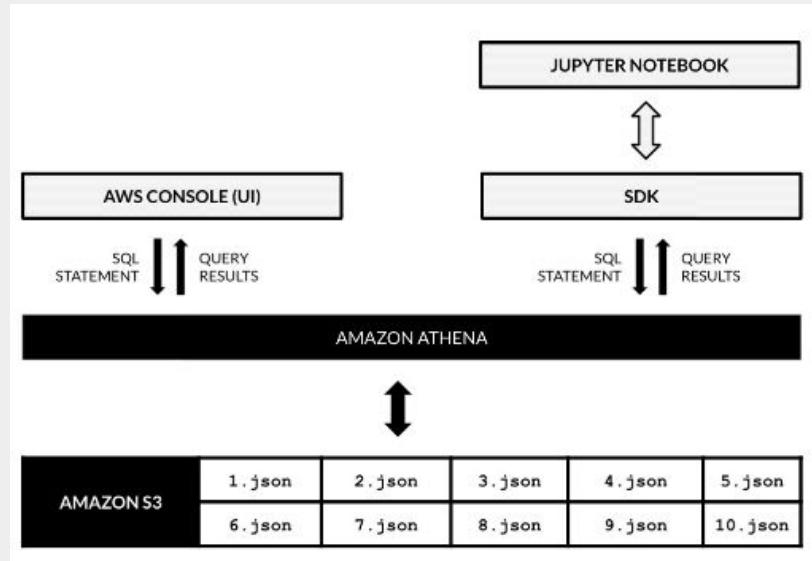 JUPYTER NOTEBOOK
AWS CONSOLE (UI)
SDK
SQL
STATEMENT
QUERY
RESULTS
SQL
STATEMENT
QUERY
RESULTS
AMAZON ATHENA
AMAZON S3
1.json 2.json 3.json 4.json 5.json
6.json 7.json 8.json 9.json 10.json